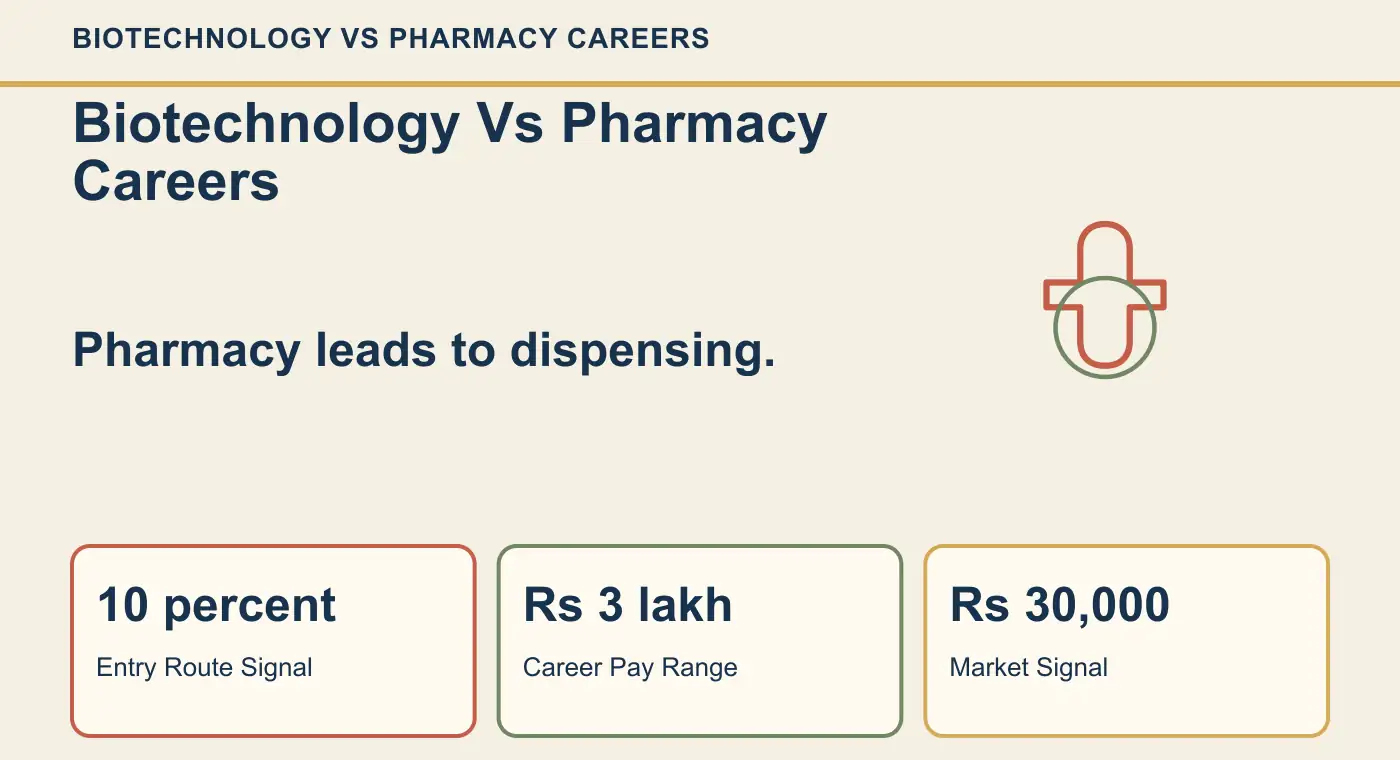 BIOTECHNOLOGY VS PHARMACY CAREERS
Biotechnology Vs Pharmacy
Careers
Pharmacy leads to dispensing.
10 percent
Entry Route Signal
Rs 3 lakh
Career Pay Range
Rs 30,000
Market Signal